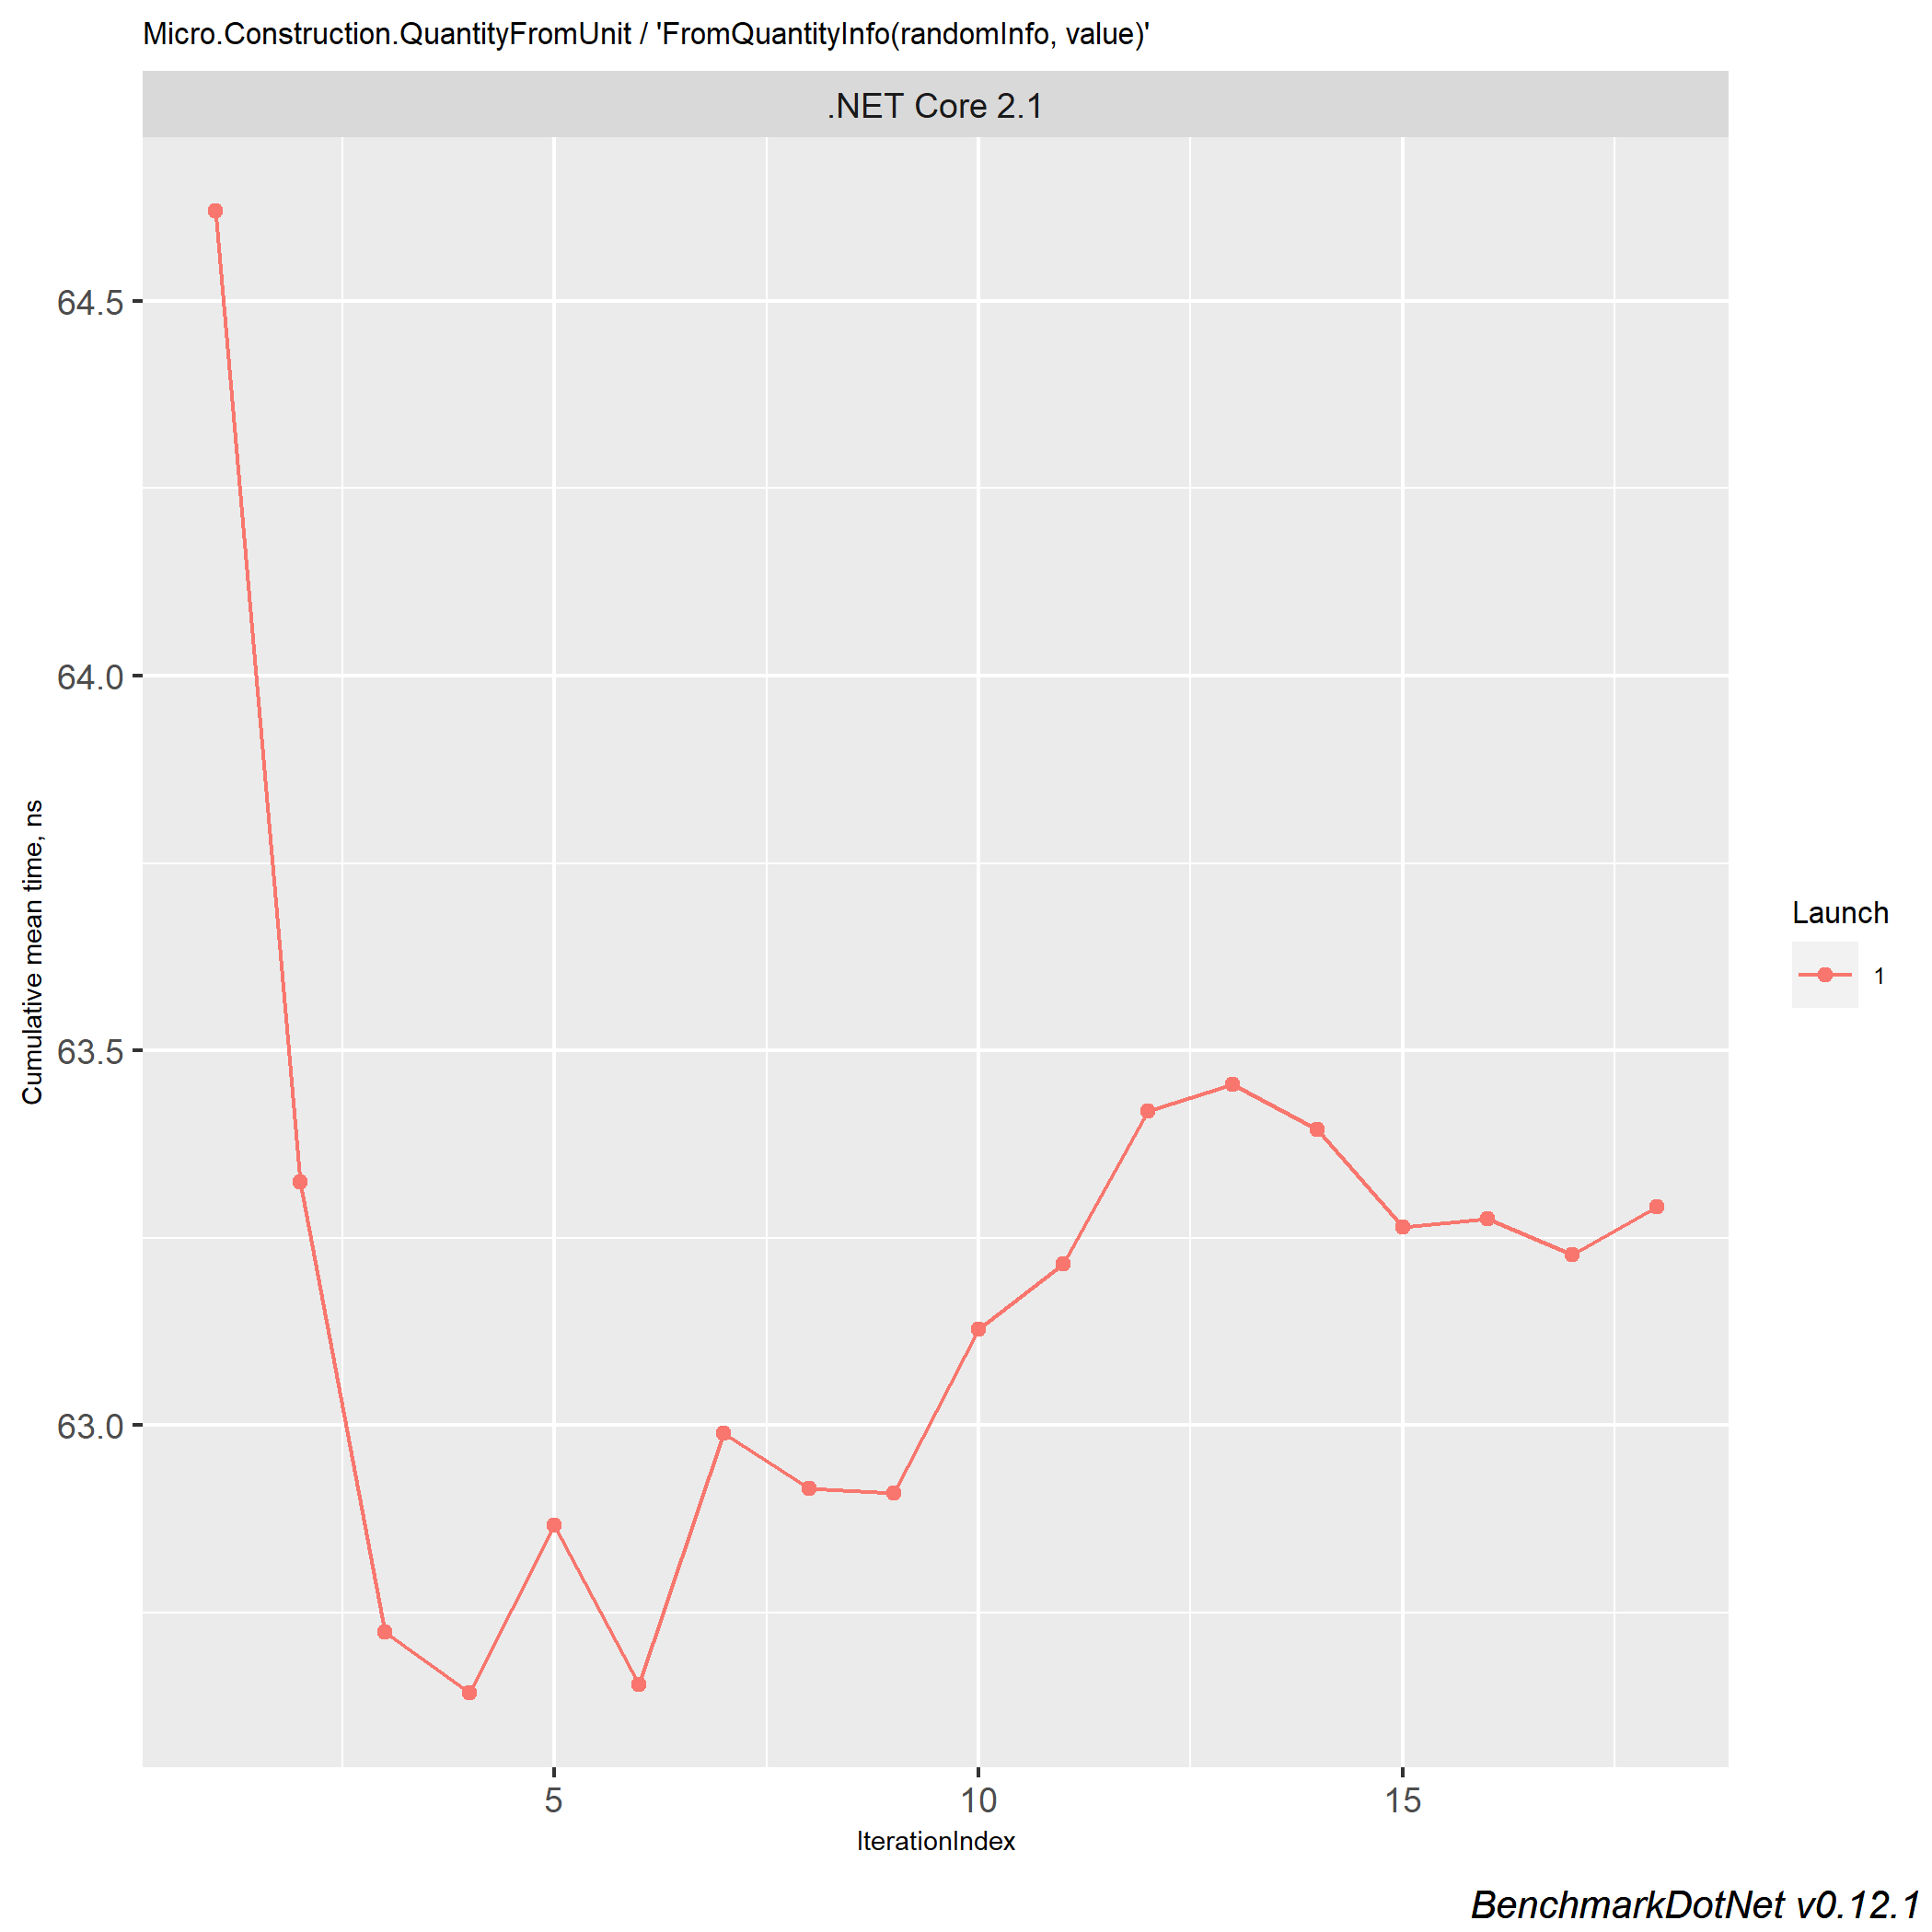 Micro.Construction.QuantityFromUnit / 'FromQuantityInfo(randomInfo, value)'
.NET Core 2.1
64.5
64.0
63.5
63.0
Cumulative mean time, ns
5
10
15
IterationIndex
Launch
1
BenchmarkDotNet v0.12.1